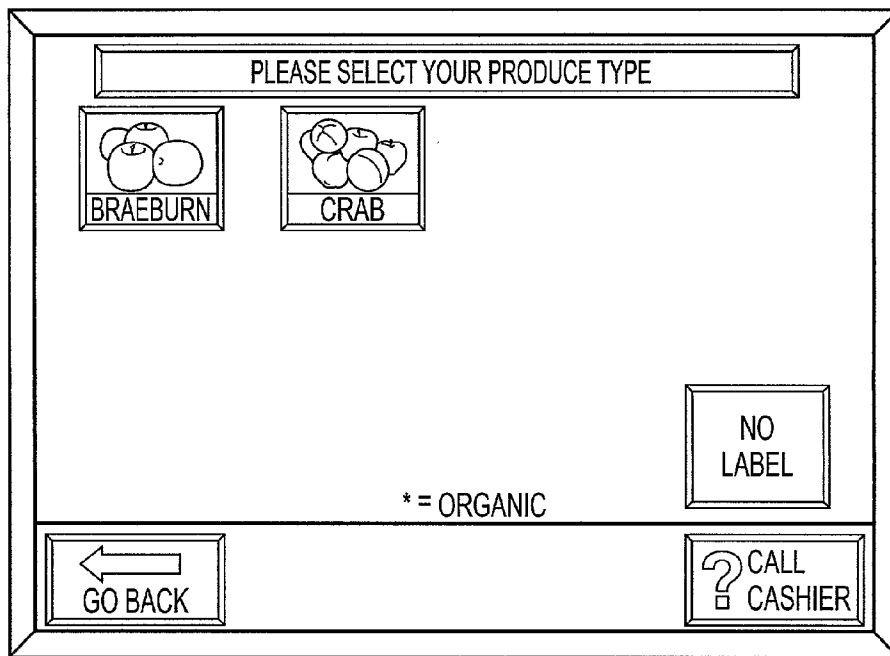 PLEASE SELECT YOUR PRODUCE TYPE
BRAEBURN
CRAB
NO
LABEL
* = ORGANIC
GO BACK
? CALL
CASHIER